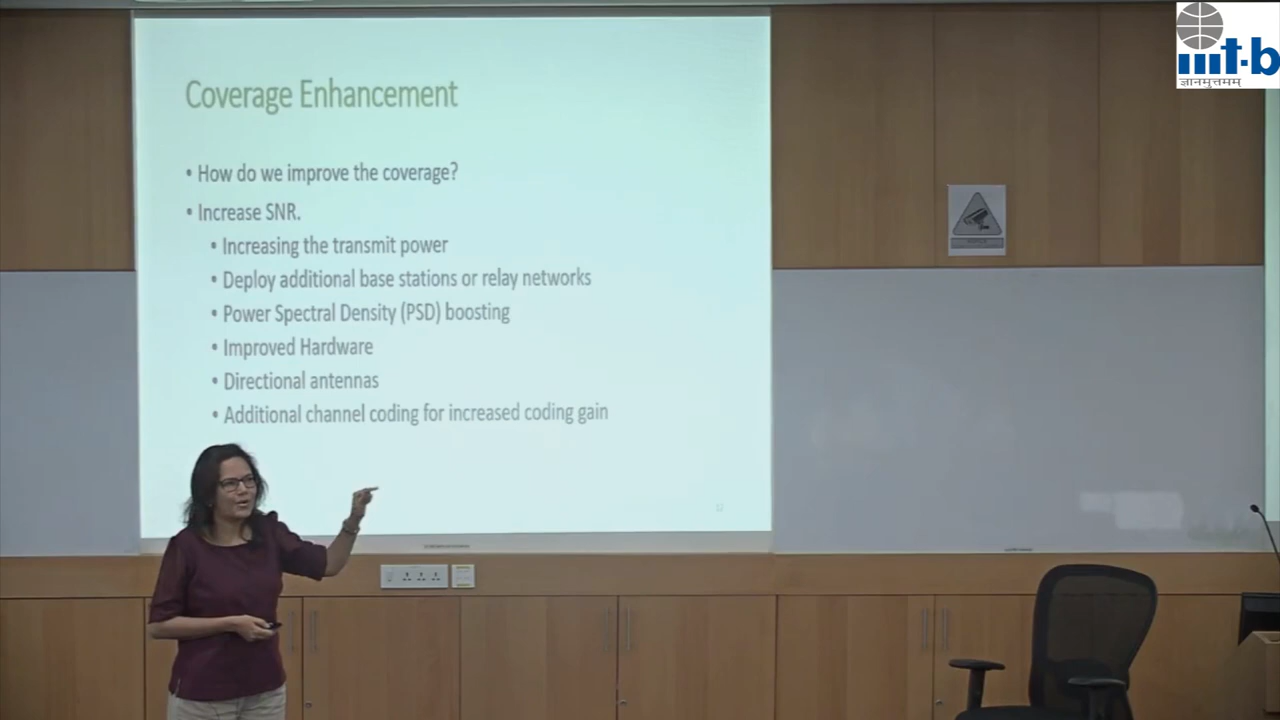 Coverage Enhancement
• How do we improve the coverage?
• Increase SNR.
• Increasing the transmit power
• Deploy additional base stations or relay networks
• Power Spectral Density (PSD) boosting
• Improved Hardware
• Directional antennas
• Additional channel coding for increased coding gain
iiit-b
ज्ञानमुत्तमम्